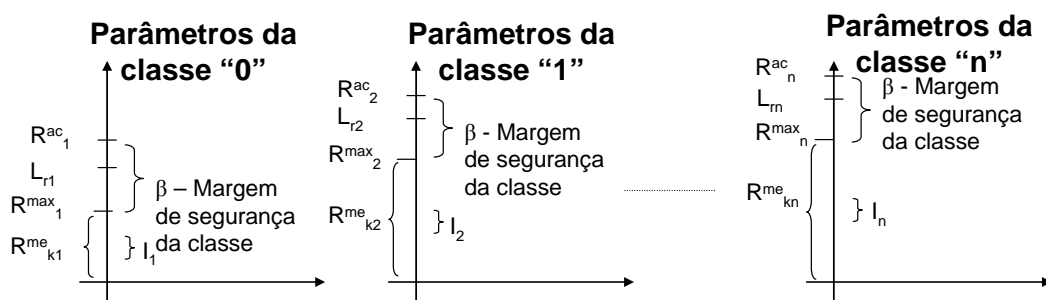 Parâmetros da
classe “0”
R^ac_1
L_r1
R^max_1
R^me_k1
β – Margem
de segurança
da classe
I_1
Parâmetros da
classe “1”
R^ac_2
L_r2
R^max_2
R^me_k2
β - Margem
de segurança
da classe
I_2
Parâmetros da
classe “n”
R^ac_n
L_rn
R^max_n
R^me_kn
β - Margem
de segurança
da classe
I_n